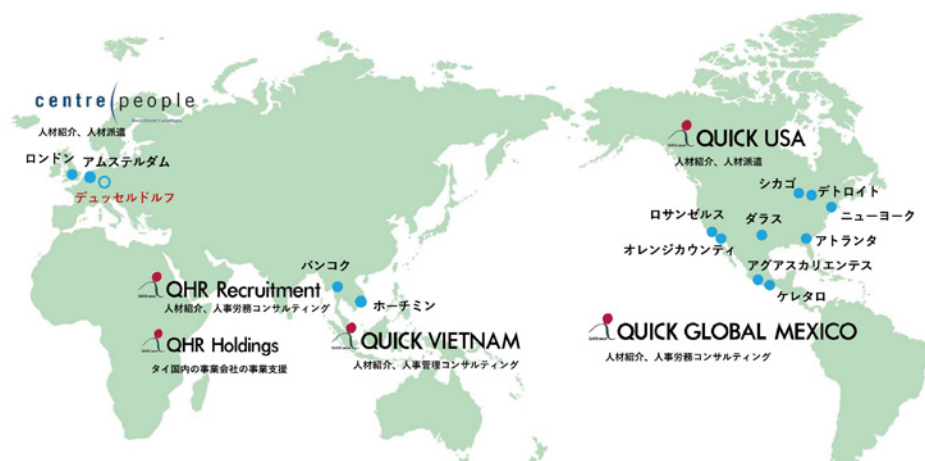 centre people
人材紹介、人材派遣
ロンドン
アムステルダム
デュッセルドルフ
QHR Recruitment
人材紹介、人事労務コンサルティング
QHR Holdings
タイ国内の事業会社の事業支援
バンコク
ホーチミン
QUICK VIETNAM
人材紹介、人事管理コンサルティング
QUICK USA
人材紹介、人材派遣
シカゴ
デトロイト
ニューヨーク
ロサンゼルス
ダラス
オレンジカウンティ
アトランタ
アグアスカリエンテス
ケレタロ
QUICK GLOBAL MEXICO
人材紹介、人事労務コンサルティング